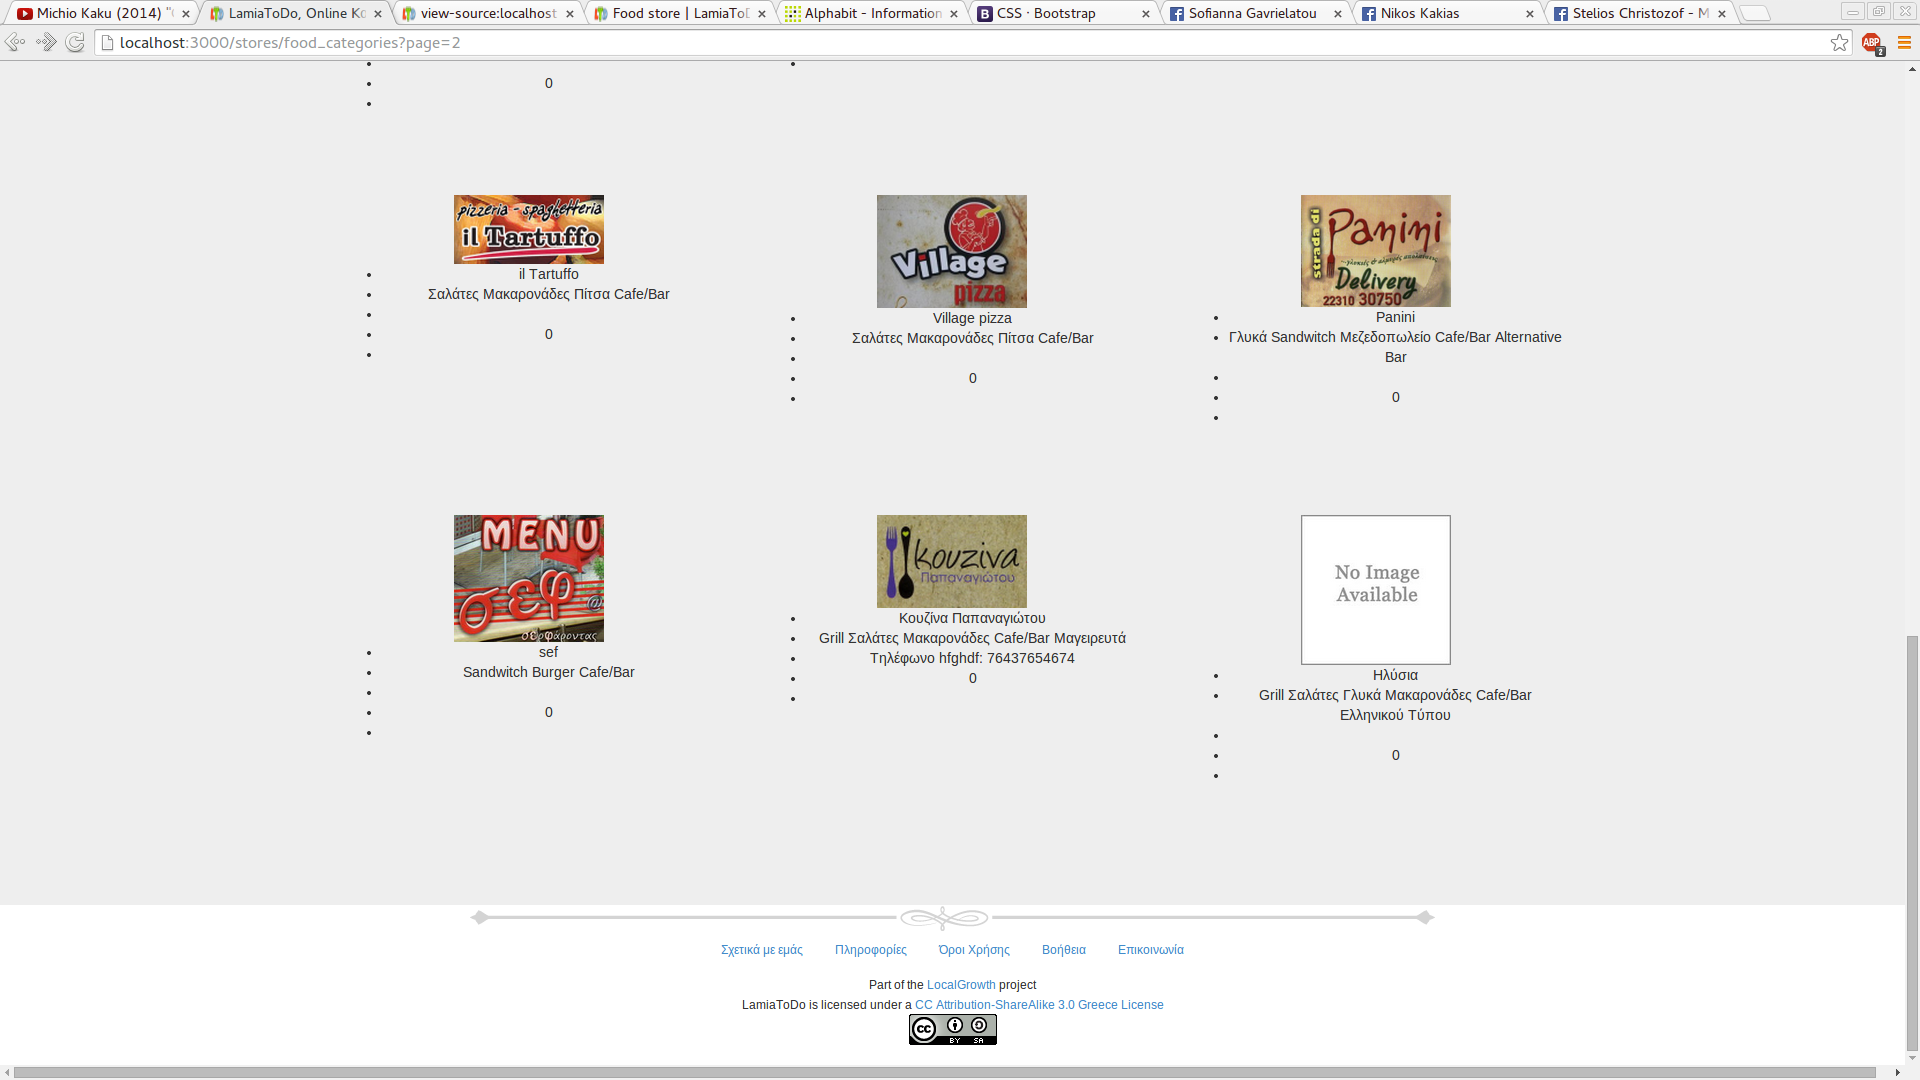 Michio Kaku (2014) "
LamiaToDo, Online Ko
view-source:localhost
Food store | LamiaToD
Alphabit - Information
CSS · Bootstrap
Sofianna Gavrielatou
Nikos Kakias
Stelios Christozof - M
localhost:3000/stores/food_categories?page=2
ABP
2
0
pizzeria - spaghetteria
il Tartuffo
il Tartuffo
Σαλάτες Μακαρονάδες Πίτσα Cafe/Bar
0
Village
pizza
Village pizza
Σαλάτες Μακαρονάδες Πίτσα Cafe/Bar
0
strada di
Panini
Delivery
22310 30750
Panini
Γλυκά Sandwitch Μεζεδοπωλείο Cafe/Bar Alternative
Bar
0
MENU
σεφ
@
σερφάροντας
sef
Sandwitch Burger Cafe/Bar
0
κουζίνα
Παπαναγιώτου
Κουζίνα Παπαναγιώτου
Grill Σαλάτες Μακαρονάδες Cafe/Bar Μαγειρευτά
Τηλέφωνο hfghdf: 76437654674
0
No Image
Available
Ηλύσια
Grill Σαλάτες Γλυκά Μακαρονάδες Cafe/Bar
Ελληνικού Τύπου
0
Σχετικά με εμάς Πληροφορίες Όροι Χρήσης Βοήθεια Επικοινωνία
Part of the LocalGrowth project
LamiaToDo is licensed under a CC Attribution-ShareAlike 3.0 Greece License
cc BY SA